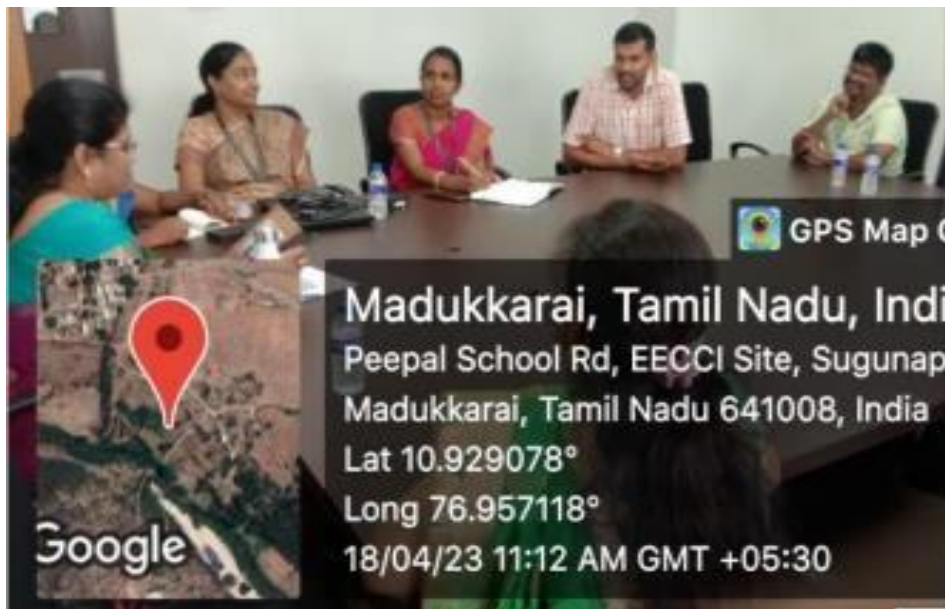 GPS Map C
Madukkarai, Tamil Nadu, Indi
Peepal School Rd, EECCI Site, Sugunap
Madukkarai, Tamil Nadu 641008, India
Lat 10.929078°
Long 76.957118°
Google
18/04/23 11:12 AM GMT +05:30